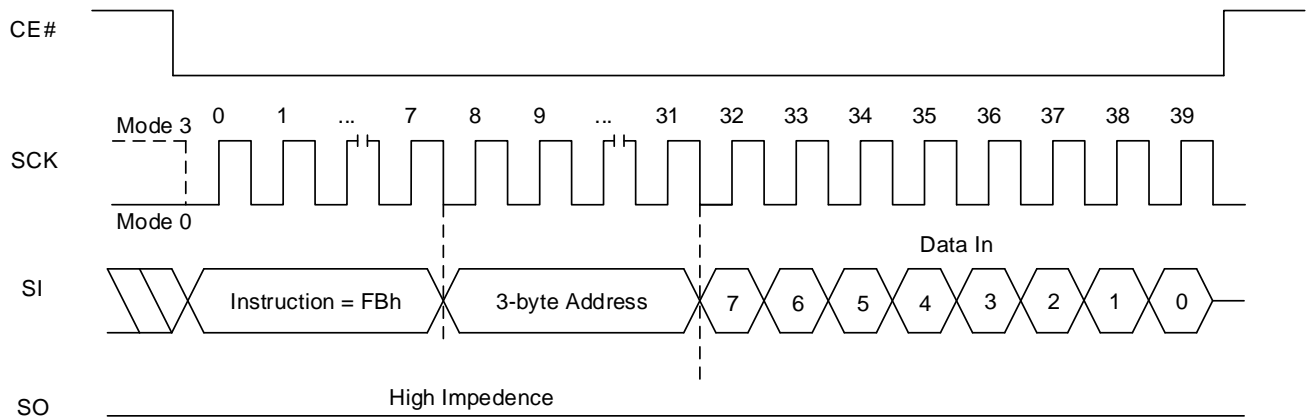 CE#
Mode 3
0 1 ... 7 8 9 ... 31 32 33 34 35 36 37 38 39
SCK
Mode 0
Data In
SI
Instruction = FBh 3-byte Address 7 6 5 4 3 2 1 0
High Impedence
SO